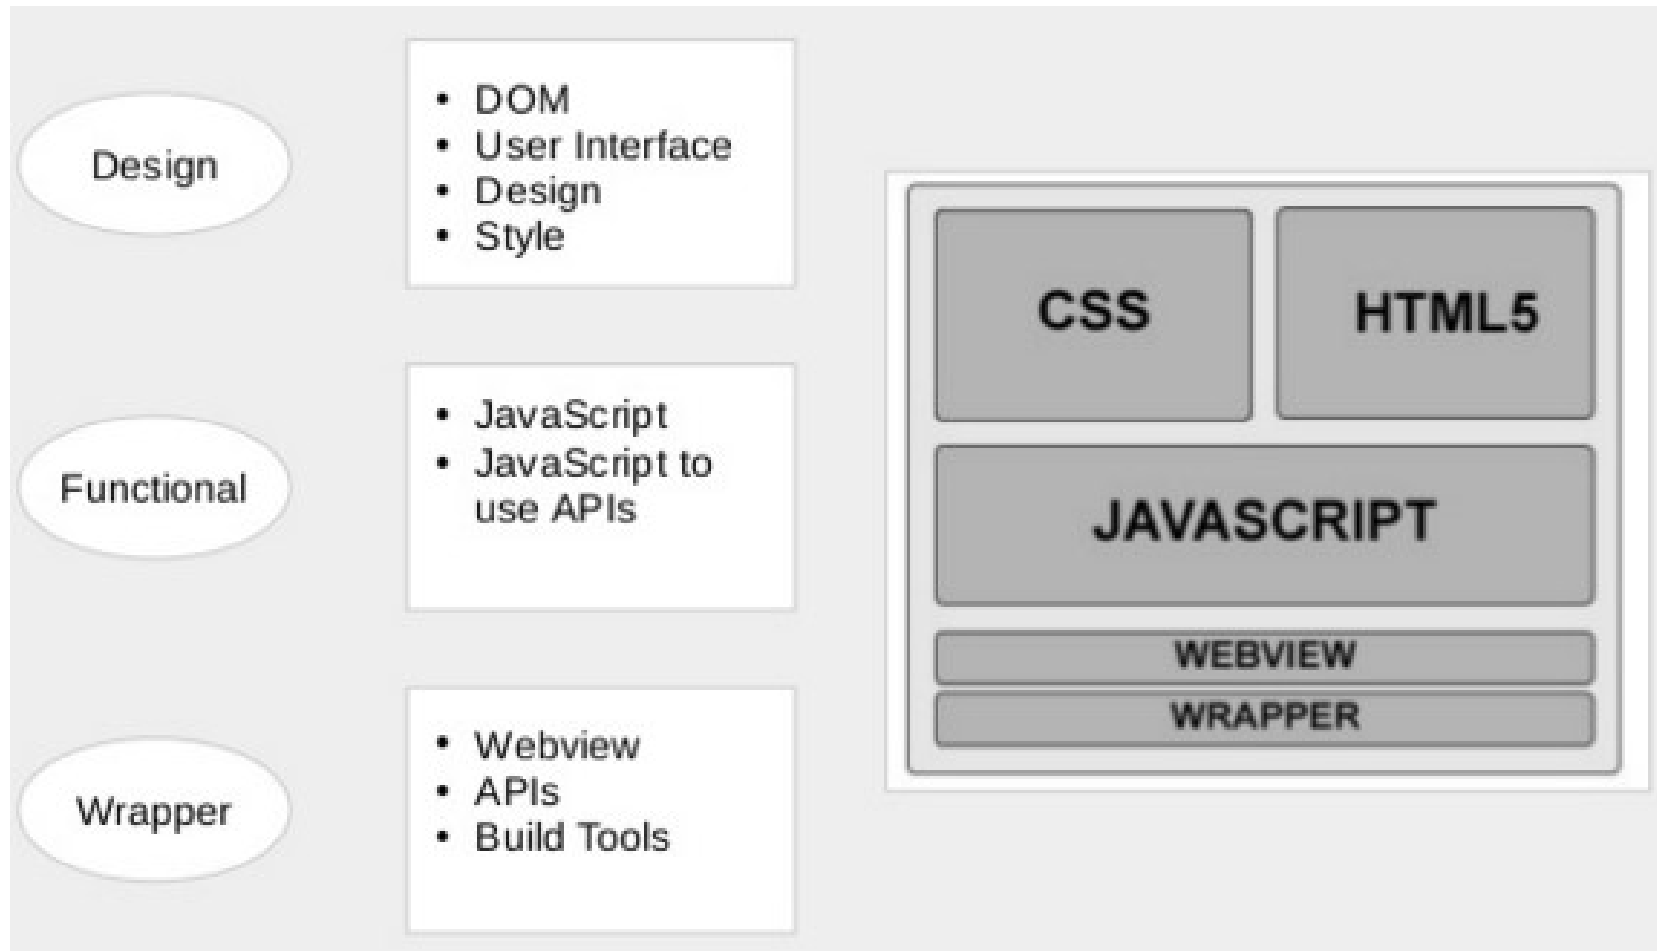 Design
• DOM
• User Interface
• Design
• Style
Functional
• JavaScript
• JavaScript to
use APIs
Wrapper
• Webview
• APIs
• Build Tools
CSS
HTML5
JAVASCRIPT
WEBVIEW
WRAPPER